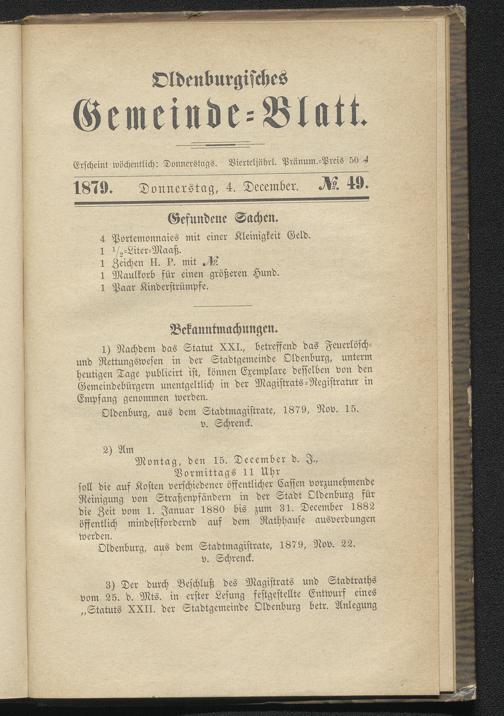 Oldenburgisches
Gemeinde-Blatt.
Erscheint wöchentlich: Donnerstags. Vierteljährl. Pränum.-Preis 50 ₰
1879. Donnerstag, 4. December. №. 49.
Gefundene Sachen.
4 Portemonnaies mit einer Kleinigkeit Geld.
1 1/2-Liter-Maaß.
1 Zeichen H. P. mit №
1 Maulkorb für einen größeren Hund.
1 Paar Kinderstrümpfe.
Bekanntmachungen.
1) Nachdem das Statut XXI., betreffend das Feuerlösch-
und Rettungswesen in der Stadtgemeinde Oldenburg, unterm
heutigen Tage publicirt ist, können Exemplare desselben von den
Gemeindebürgern unentgeltlich in der Magistrats-Registratur in
Empfang genommen werden.
Oldenburg, aus dem Stadtmagistrate, 1879, Nov. 15.
v. Schrenck.
2) Am
Montag, den 15. December d. J.,
Vormittags 11 Uhr
soll die auf Kosten verschiedener öffentlicher Cassen vorzunehmende
Reinigung von Straßenpfändern in der Stadt Oldenburg für
die Zeit vom 1. Januar 1880 bis zum 31. December 1882
öffentlich mindestfordernd auf dem Rathhause ausverdungen
werden.
Oldenburg, aus dem Stadtmagistrate, 1879, Nov. 22.
v. Schrenck.
3) Der durch Beschluß des Magistrats und Stadtraths
vom 25. d. Mts. in erster Lesung festgestellte Entwurf eines
„Statuts XXII. der Stadtgemeinde Oldenburg betr. Anlegung